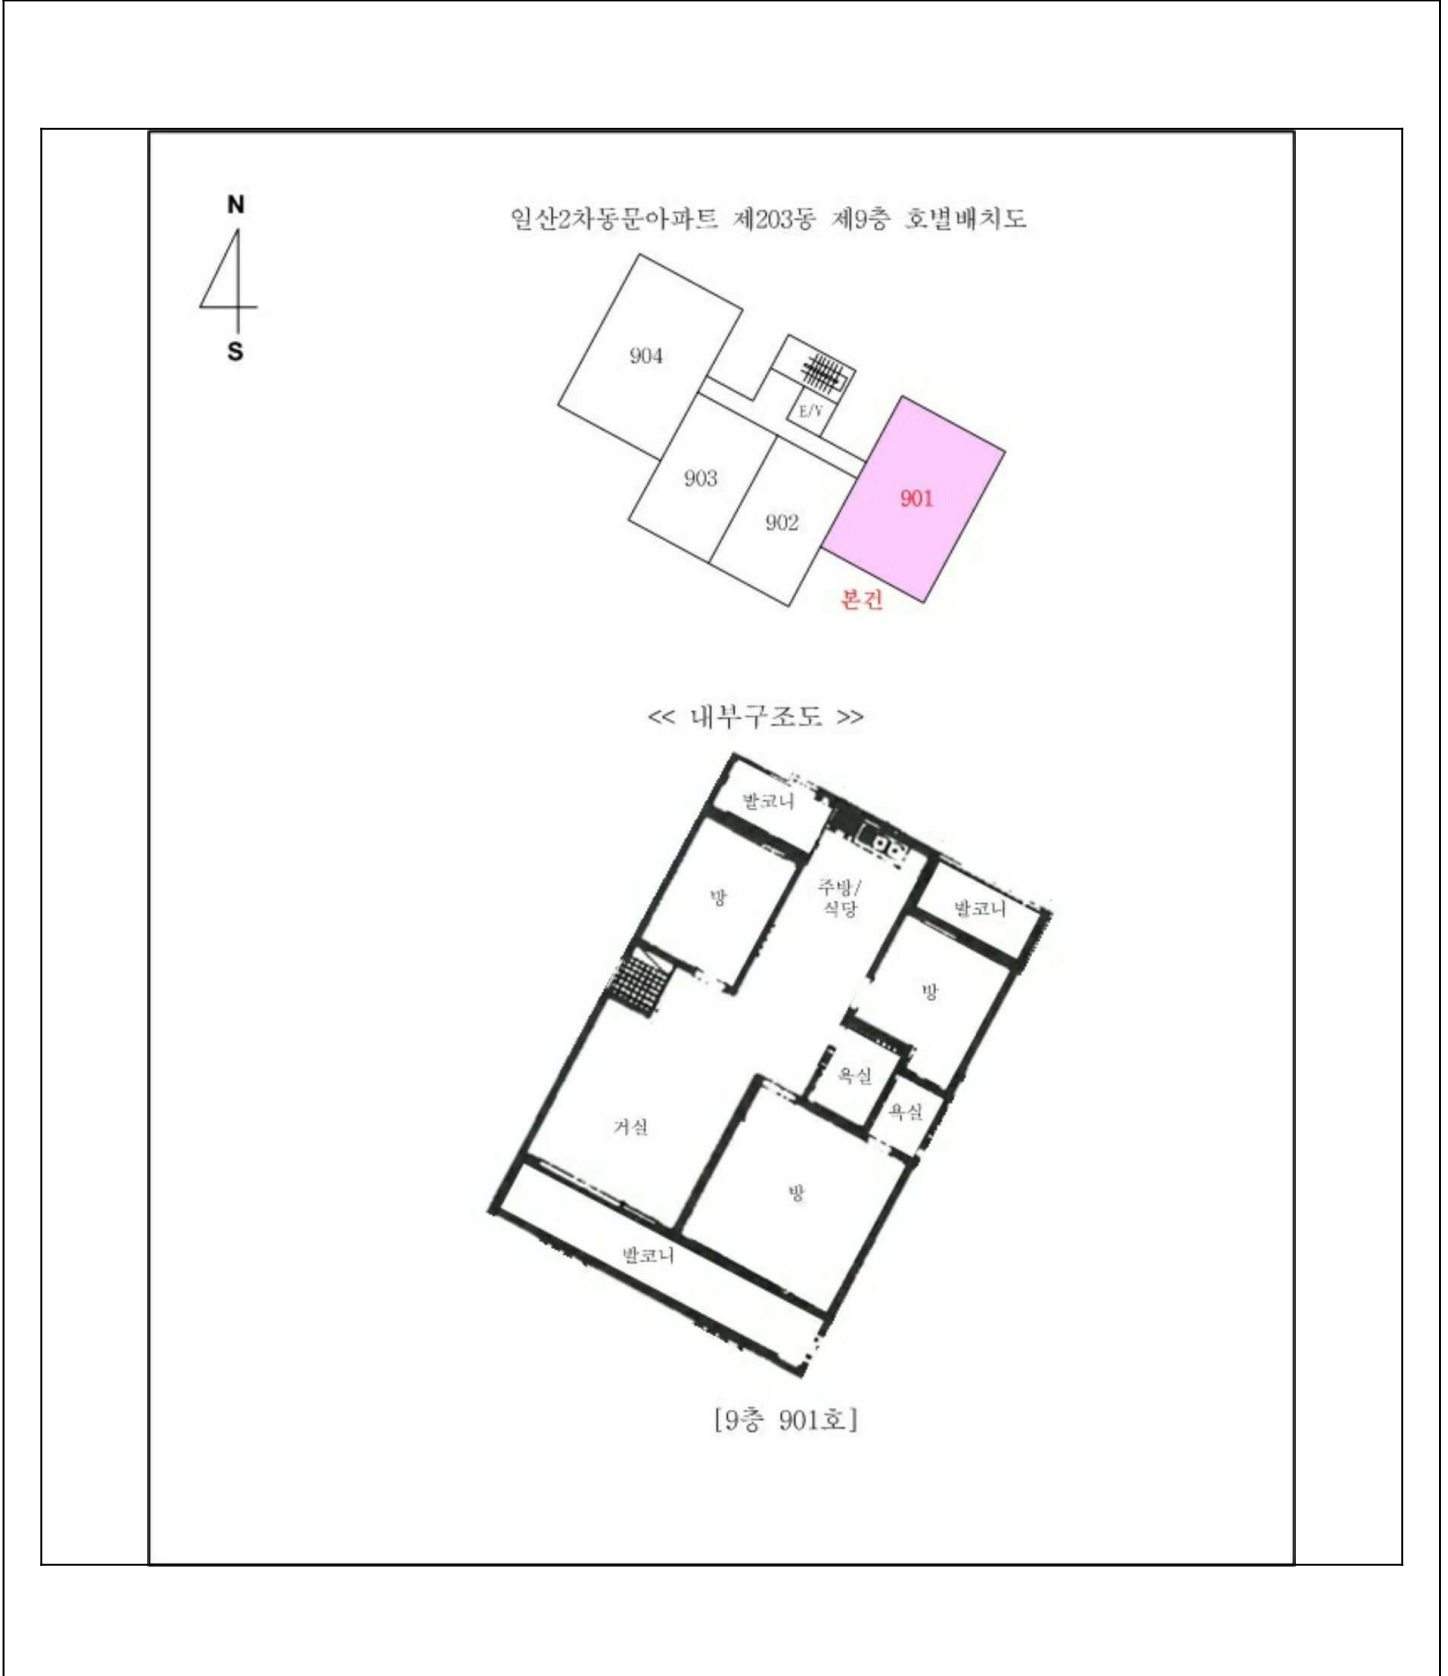 N
S
일산2차동문아파트 제203동 제9층 호별배치도
904
E/V
903
902
901
본건
<< 내부구조도 >>
발코니
방
주방/
식당
발코니
방
욕실
욕실
거실
방
발코니
[9층 901호]